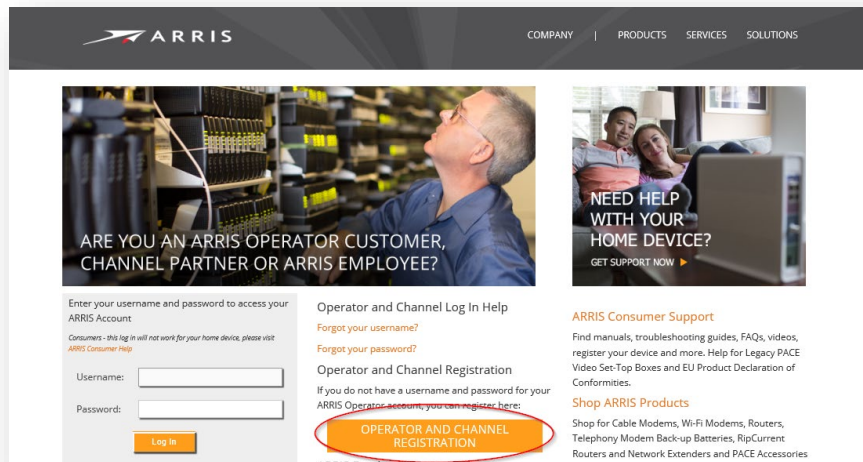 ARRIS
COMPANY | PRODUCTS SERVICES SOLUTIONS
ARE YOU AN ARRIS OPERATOR CUSTOMER,
CHANNEL PARTNER OR ARRIS EMPLOYEE?
NEED HELP
WITH YOUR
HOME DEVICE?
GET SUPPORT NOW
Enter your username and password to access your
ARRIS Account
Consumers - this log in will not work for your home device, please visit
ARRIS Consumer Help
Username:
Password:
Log In
Operator and Channel Log In Help
Forgot your username?
Forgot your password?
Operator and Channel Registration
If you do not have a username and password for your
ARRIS Operator account, you can register here:
OPERATOR AND CHANNEL
REGISTRATION
ARRIS Consumer Support
Find manuals, troubleshooting guides, FAQs, videos,
register your device and more. Help for Legacy PACE
Video Set-Top Boxes and EU Product Declaration of
Conformities.
Shop ARRIS Products
Shop for Cable Modems, Wi-Fi Modems, Routers,
Telephony Modem Back-up Batteries, RipCurrent
Routers and Network Extenders and PACE Accessories